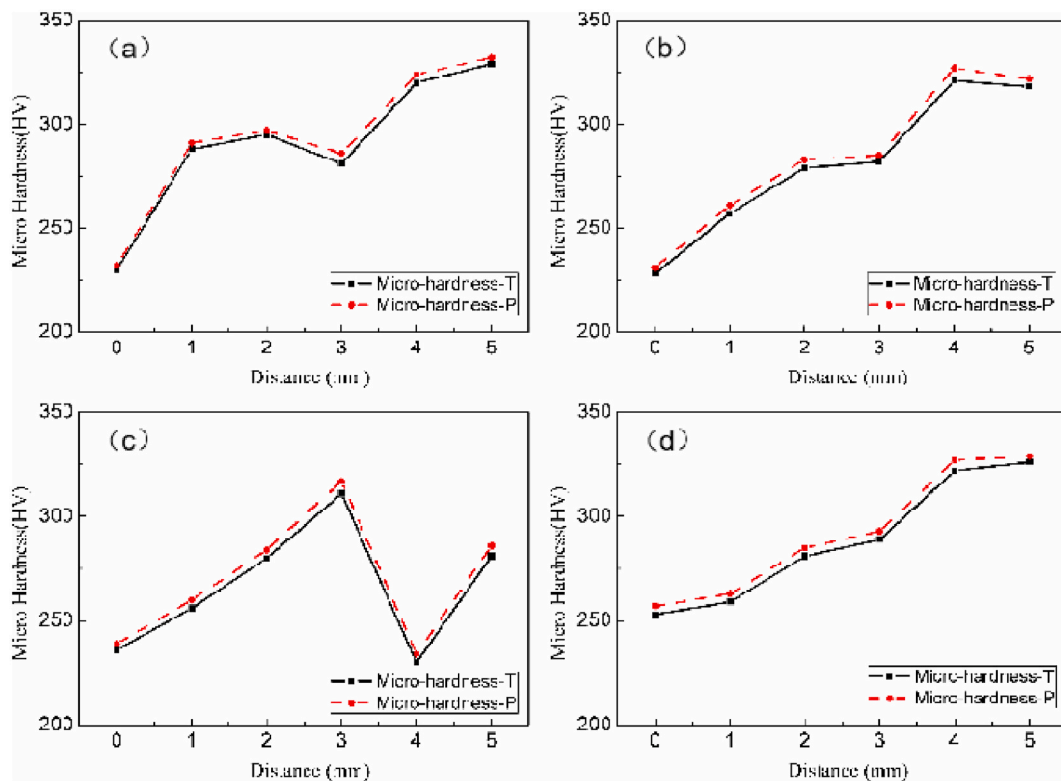 (a)
Micro Hardness(HV)
350
300
250
200
Micro-hardness-T
Micro-hardness-P
0 1 2 3 4 5
Distance (mm)
(b)
Micro Hardness(HV)
350
300
250
200
Micro-hardness-T
Micro-hardness-P
0 1 2 3 4 5
Distance (mm)
(c)
Micro Hardness(HV)
350
300
250
200
Micro-hardness-T
Micro-hardness-P
0 1 2 3 4 5
Distance (mm)
(d)
Micro Hardness(HV)
350
300
250
200
Micro-hardness-T
Micro-hardness-P
0 1 2 3 4 5
Distance (mm)